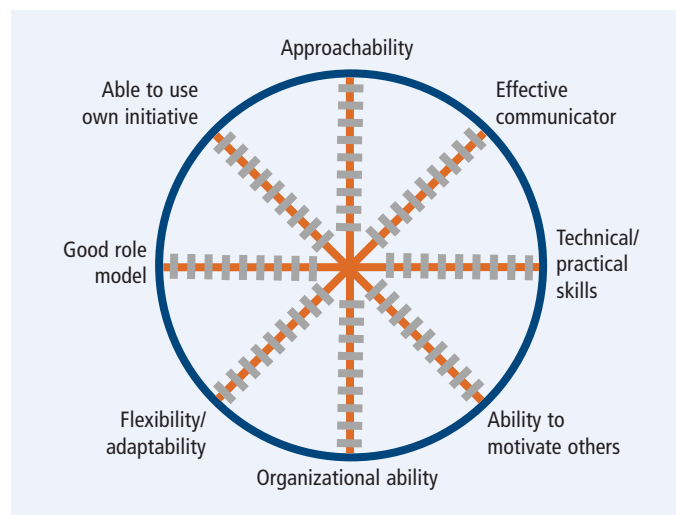 Approachability
Able to use
own initiative
Effective
communicator
Good role
model
Technical/
practical
skills
Flexibility/
adaptability
Ability to
motivate others
Organizational ability